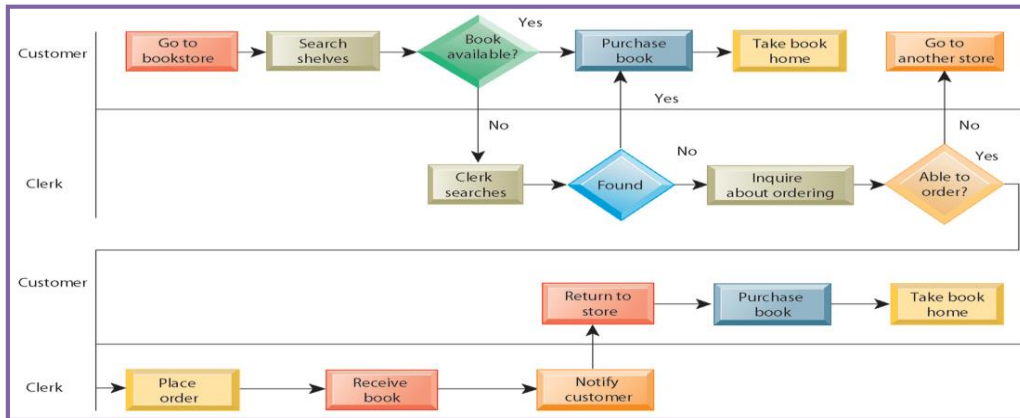 Customer
Go to
bookstore
Search
shelves
Book
available?
Yes
Purchase
book
Take book
home
Go to
another store
No
Yes
No
Clerk
Clerk
searches
Found
No
Inquire
about ordering
Able to
order?
Yes
Customer
Return to
store
Purchase
book
Take book
home
Clerk
Place
order
Receive
book
Notify
customer